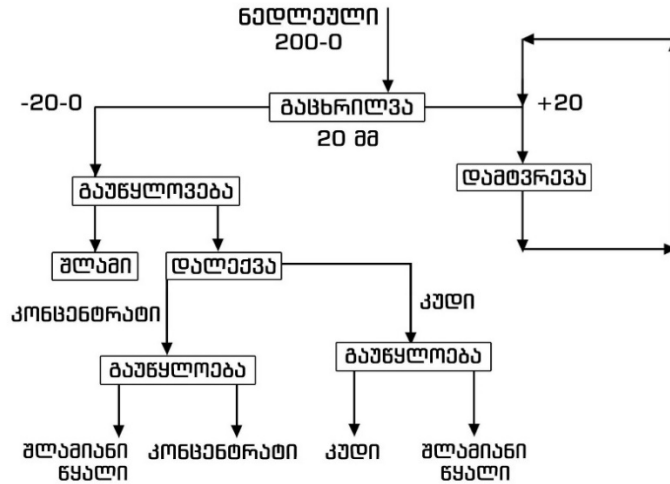 ნედლეული
200-0
-20-0
გაცხრილვა
+20
20 მმ
გაუწყლოვება
დამტვრევა
შლამი
დალექვა
კონცენტრატი
კუდი
გაუწყლოება
გაუწყლოება
შლამიანი
წყალი
კონცენტრატი
კუდი
შლამიანი
წყალი